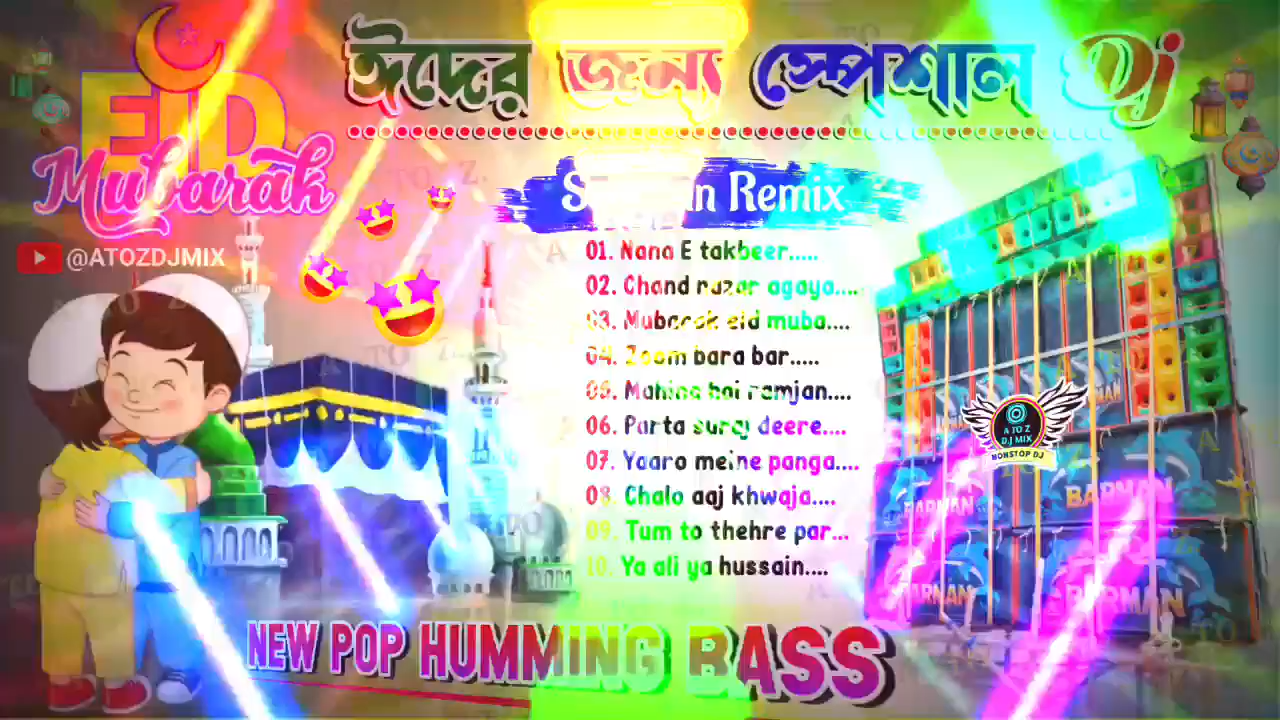 ঈদের জন্য স্পেশাল Dj
EID
Mubarak
@ATOZDJMIX
Remix
01. Nana E takbeer.....
02. Chand nazar agaya....
03. Mubarak eid muba....
04. Zoom bara bar.....
05. Mahina hai ramjan....
06. Parta suraj deere....
07. Yaaro meine panga....
08. Chalo aaj khwaja....
09. Tum to thehre par...
10. Ya ali ya hussain....
A TO Z
DJ MIX
NONSTOP DJ
BARMAN
BARMAN
BARMAN
BARMAN
NEW POP HUMMING BASS